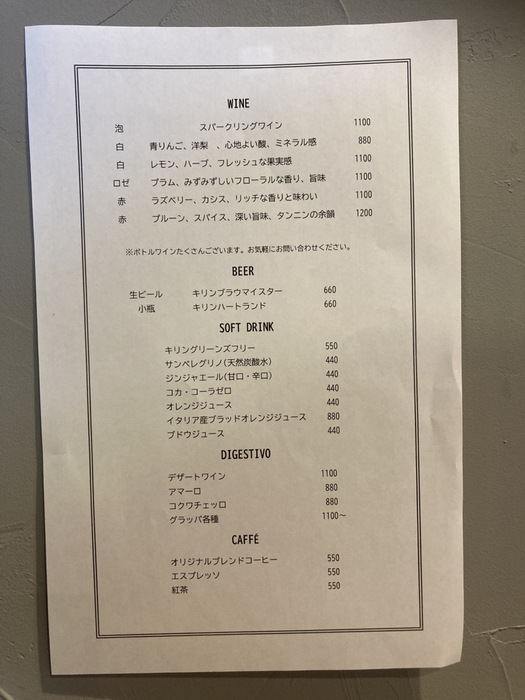 WINE
泡 スパークリングワイン 1100
白 青りんご、洋梨 、心地よい酸、ミネラル感 880
白 レモン、ハーブ、フレッシュな果実感 1100
ロゼ プラム、みずみずしいフローラルな香り、旨味 1100
赤 ラズベリー、カシス、リッチな香りと味わい 1100
赤 プルーン、スパイス、深い旨味、タンニンの余韻 1200
※ボトルワインたくさんございます。お気軽にお問い合わせください。
BEER
生ビール キリンブラウマイスター 660
小瓶 キリンハートランド 660
SOFT DRINK
キリングリーンズフリー 550
サンペレグリノ(天然炭酸水) 440
ジンジャエール(甘口・辛口) 440
コカ・コーラゼロ 440
オレンジジュース 440
イタリア産ブラッドオレンジジュース 880
ブドウジュース 440
DIGESTIVO
デザートワイン 1100
アマーロ 880
コクワチェッロ 880
グラッパ各種 1100～
CAFFÉ
オリジナルブレンドコーヒー 550
エスプレッソ 550
紅茶 550